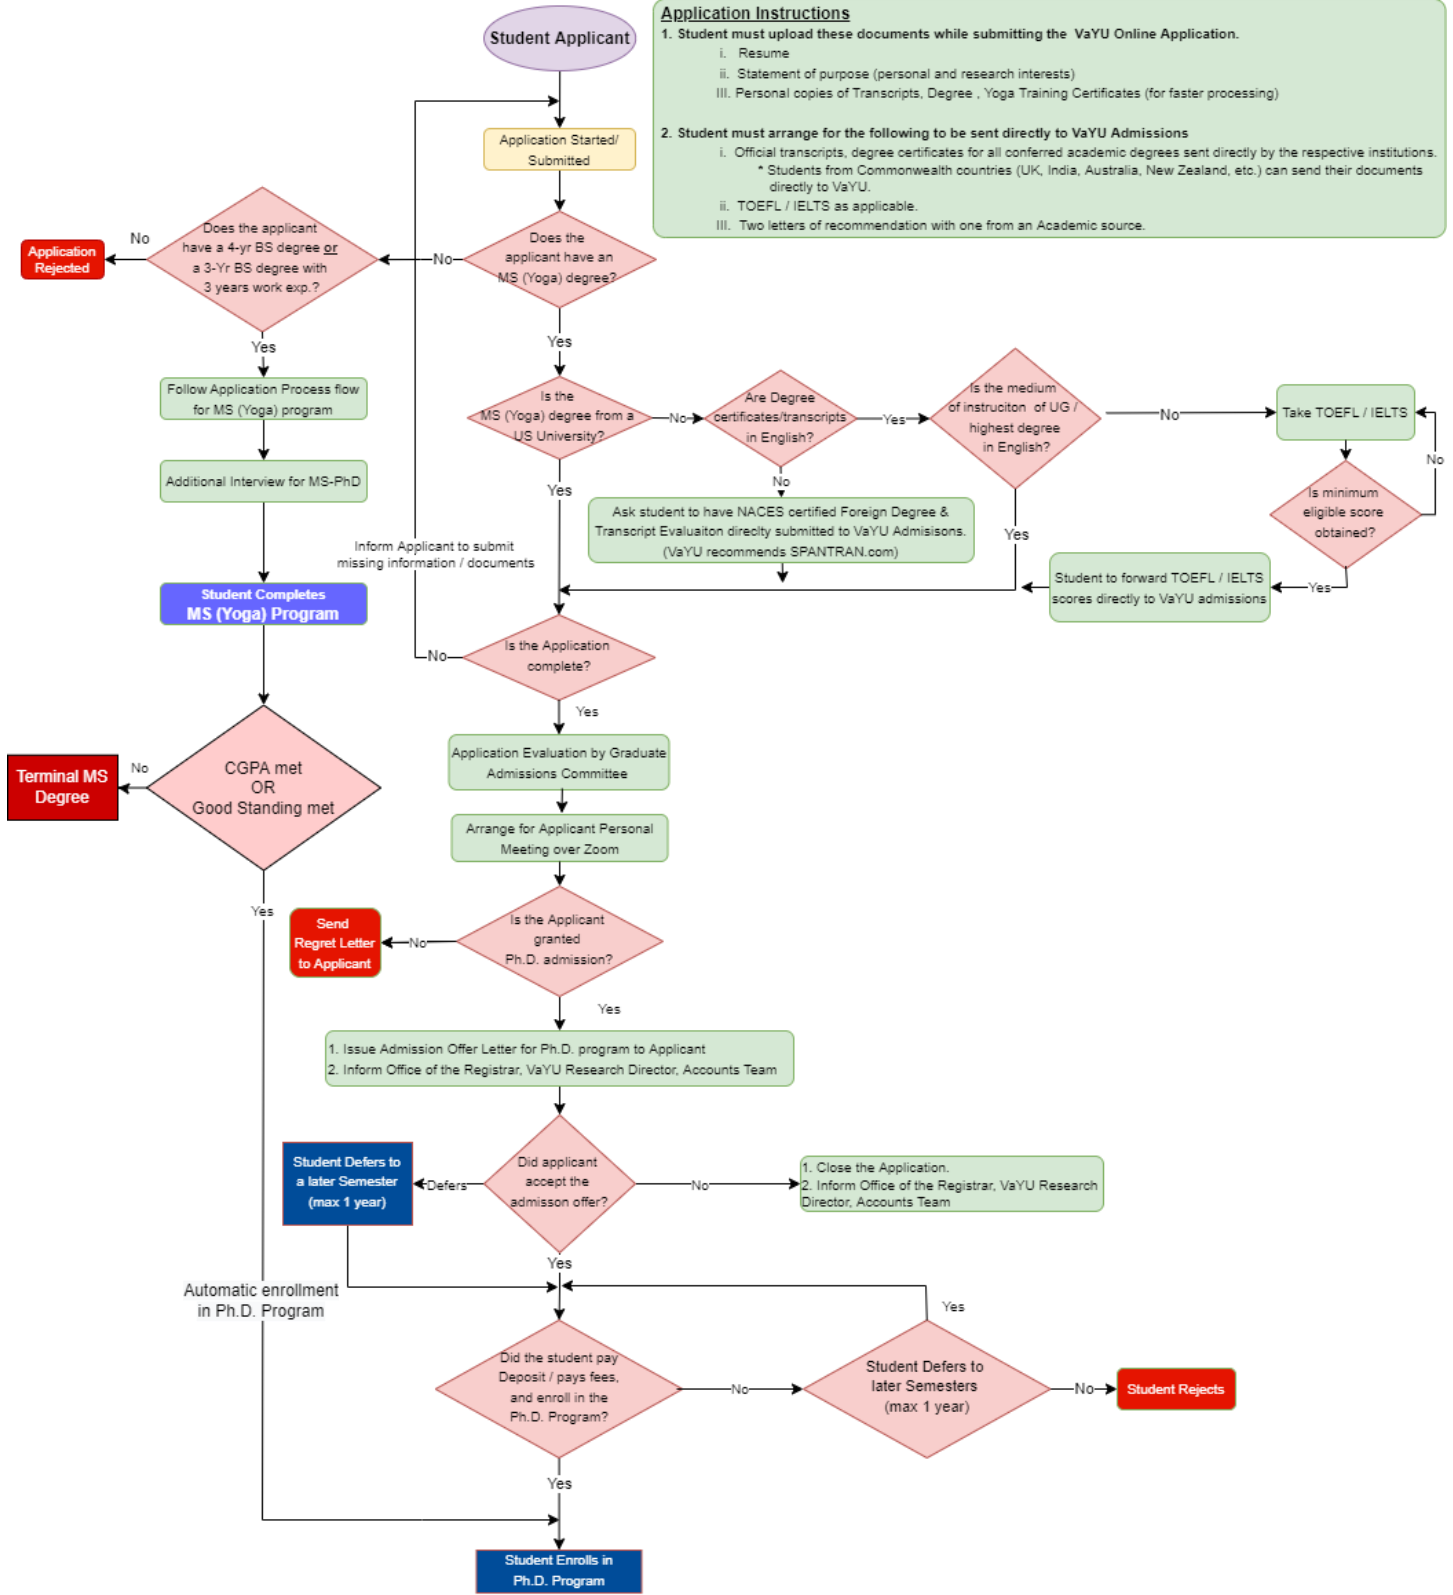 Student Applicant
Application Instructions
1. Student must upload these documents while submitting the VaYU Online Application.
i. Resume
ii. Statement of purpose (personal and research interests)
III. Personal copies of Transcripts, Degree , Yoga Training Certificates (for faster processing)
2. Student must arrange for the following to be sent directly to VaYU Admissions
i. Official transcripts, degree certificates for all conferred academic degrees sent directly by the respective institutions.
* Students from Commonwealth countries (UK, India, Australia, New Zealand, etc.) can send their documents
directly to VaYU.
ii. TOEFL / IELTS as applicable.
III. Two letters of recommendation with one from an Academic source.
Application Started/
Submitted
Does the
applicant have an
MS (Yoga) degree?
No
Does the applicant
have a 4-yr BS degree or
a 3-Yr BS degree with
3 years work exp.?
No
Application
Rejected
Yes
Follow Application Process flow
for MS (Yoga) program
Additional Interview for MS-PhD
Student Completes
MS (Yoga) Program
CGPA met
OR
Good Standing met
No
Terminal MS
Degree
Yes
Automatic enrollment
in Ph.D. Program
Yes
Is the
MS (Yoga) degree from a
US University?
No
Are Degree
certificates/transcripts
in English?
Yes
Is the medium
of instruciton of UG /
highest degree
in English?
No
Take TOEFL / IELTS
No
Is minimum
eligible score
obtained?
Yes
Student to forward TOEFL / IELTS
scores directly to VaYU admissions
Yes
No
Ask student to have NACES certified Foreign Degree &
Transcript Evaluaiton direclty submitted to VaYU Admisisons.
(VaYU recommends SPANTRAN.com)
Yes
Inform Applicant to submit
missing information / documents
Is the Application
complete?
No
Yes
Application Evaluation by Graduate
Admissions Committee
Arrange for Applicant Personal
Meeting over Zoom
Is the Applicant
granted
Ph.D. admission?
No
Send
Regret Letter
to Applicant
Yes
1. Issue Admission Offer Letter for Ph.D. program to Applicant
2. Inform Office of the Registrar, VaYU Research Director, Accounts Team
Did applicant
accept the
admisson offer?
Defers
Student Defers to
a later Semester
(max 1 year)
No
1. Close the Application.
2. Inform Office of the Registrar, VaYU Research
Director, Accounts Team
Yes
Did the student pay
Deposit / pays fees,
and enroll in the
Ph.D. Program?
No
Student Defers to
later Semesters
(max 1 year)
Yes
No
Student Rejects
Yes
Student Enrolls in
Ph.D. Program